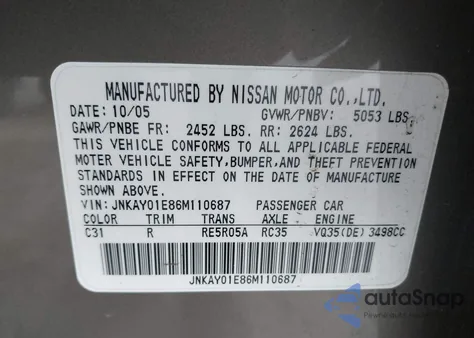 MANUFACTURED BY NISSAN MOTOR CO.,LTD.
DATE: 10/05 GVWR/PNBV: 5053 LBS.
GAWR/PNBE FR: 2452 LBS. RR: 2624 LBS.
THIS VEHICLE CONFORMS TO ALL APPLICABLE FEDERAL
MOTOR VEHICLE SAFETY, BUMPER, AND THEFT PREVENTION
STANDARDS IN EFFECT ON THE DATE OF MANUFACTURE
SHOWN ABOVE.
VIN: JNKAY01E86M110687 PASSENGER CAR
COLOR TRIM TRANS AXLE ENGINE
C31 R RE5R05A RC35 VQ35(DE) 3498CC
JNKAY01E86M110687
autoSnap